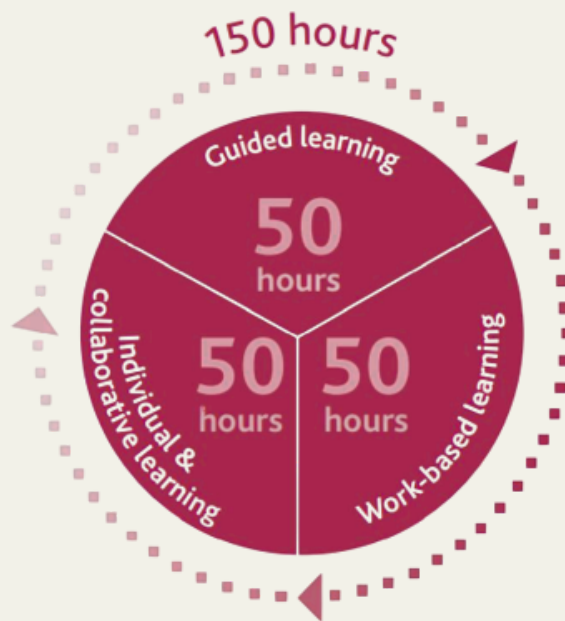 150 hours
Guided learning
50
hours
Individual &
collaborative learning
50
hours
50
hours
Work-based learning